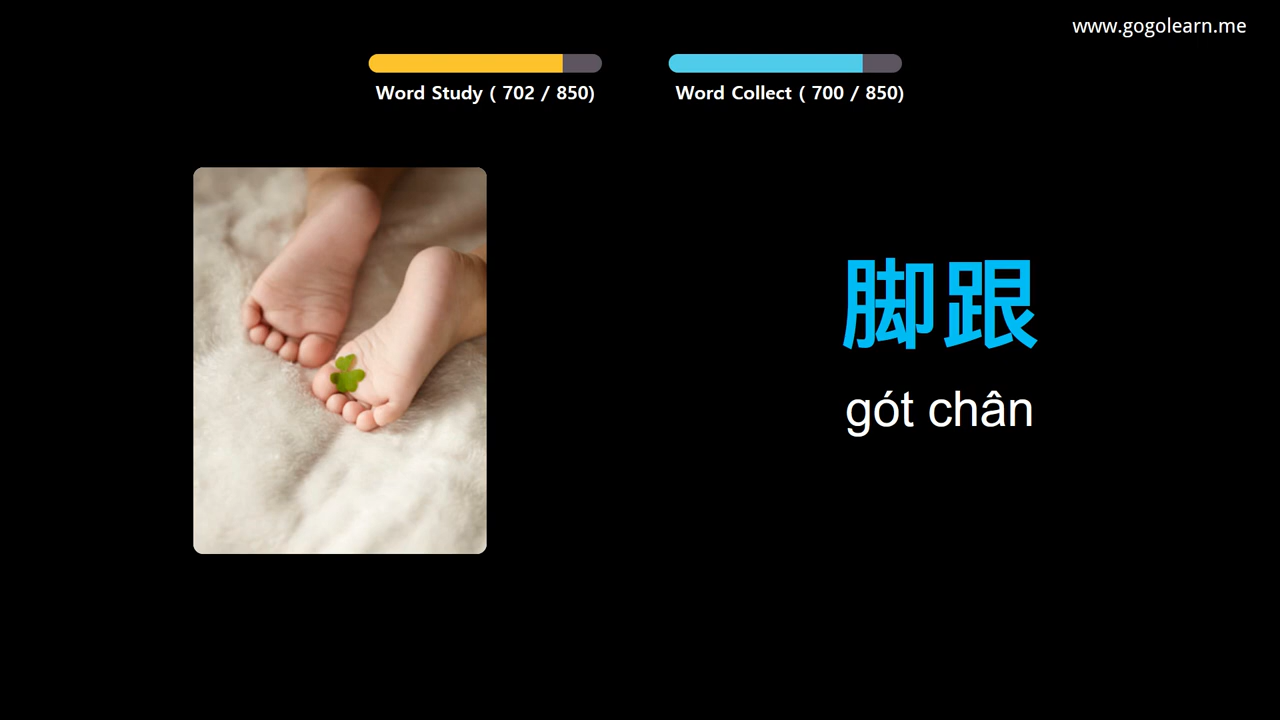 www.gogolearn.me
Word Study ( 702 / 850)
Word Collect ( 700 / 850)
脚跟
gót chân